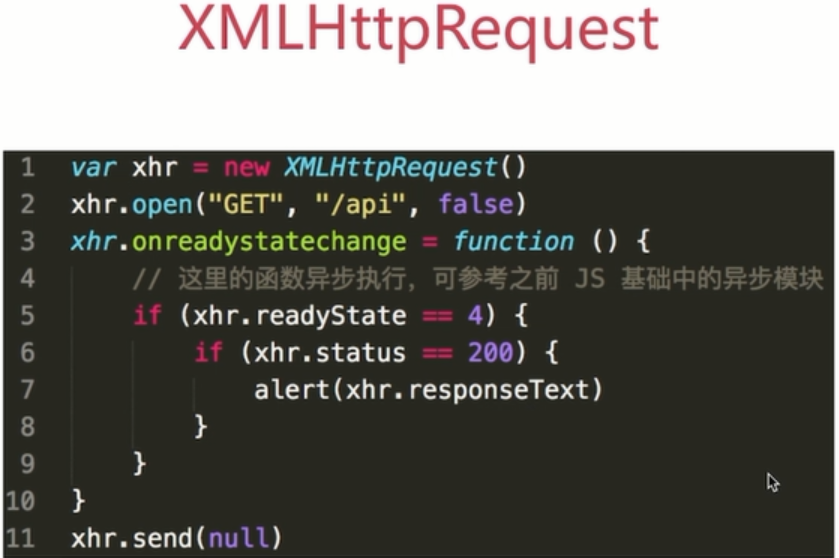 XMLHttpRequest
1 var xhr = new XMLHttpRequest()
2 xhr.open("GET", "/api", false)
3 xhr.onreadystatechange = function () {
4 // 这里的函数异步执行，可参考之前 JS 基础中的异步模块
5 if (xhr.readyState == 4) {
6 if (xhr.status == 200) {
7 alert(xhr.responseText)
8 }
9 }
10 }
11 xhr.send(null)